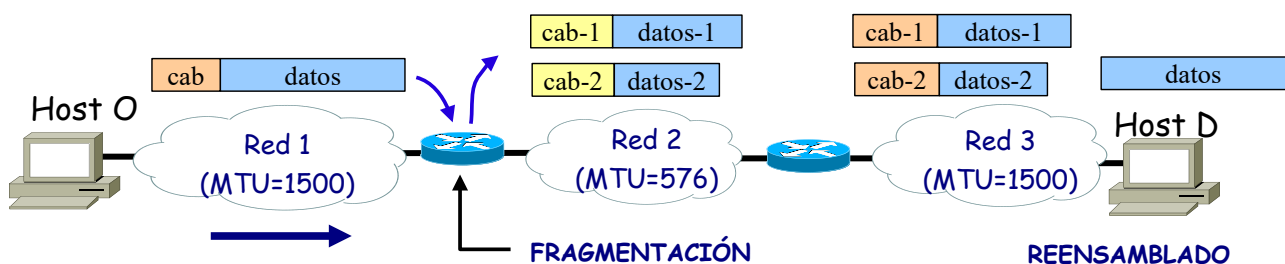 cab-1 datos-1
cab-1 datos-1
cab datos
cab-2 datos-2
cab-2 datos-2
datos
Host O
Host D
Red 1
(MTU=1500)
Red 2
(MTU=576)
Red 3
(MTU=1500)
FRAGMENTACIÓN
REENSAMBLADO